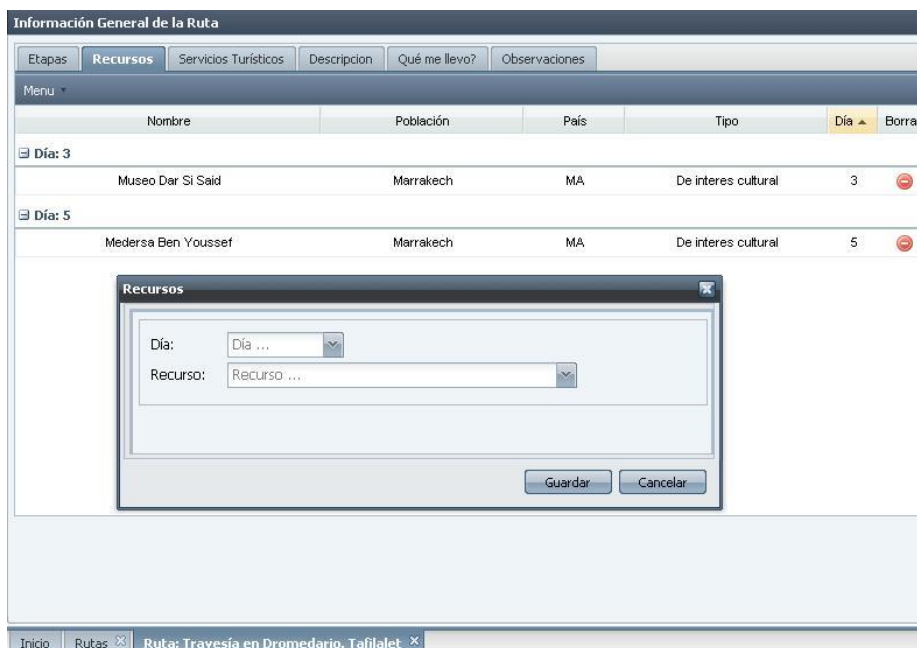 Información General de la Ruta
Etapas Recursos Servicios Turísticos Descripcion Qué me llevo? Observaciones
Menu
Nombre Población País Tipo Día Borra
Día: 3
Museo Dar Si Said Marrakech MA De interes cultural 3
Día: 5
Medersa Ben Youssef Marrakech MA De interes cultural 5
Recursos
Día: Día ...
Recurso: Recurso ...
Guardar Cancelar
Inicio Rutas Ruta: Travesía en Dromedario, Tafilalet